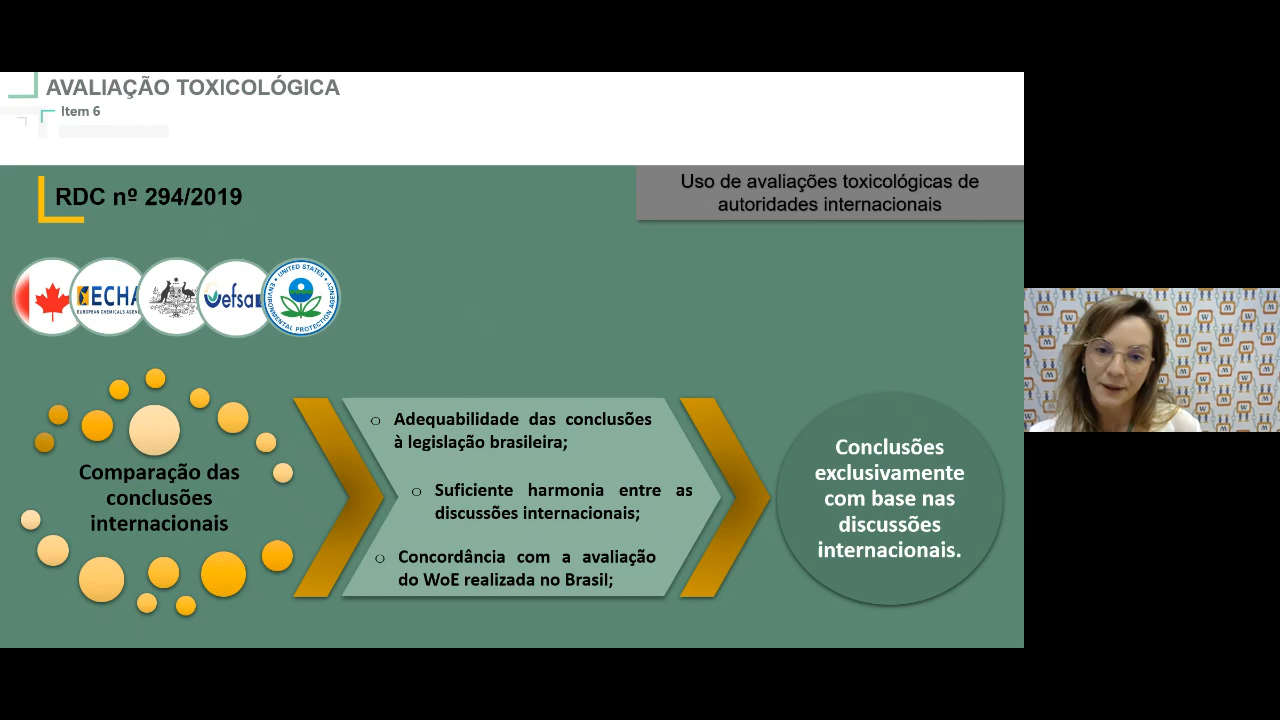 AVALIAÇÃO TOXICOLÓGICA
Item 6
RDC nº 294/2019
Uso de avaliações toxicológicas de
autoridades internacionais
ECHA
EUROPEAN CHEMICALS AGEN
efsa
UNITED STATES
ENVIRONMENTAL PROTECTION AGENCY
Comparação das
conclusões
internacionais
o Adequabilidade das conclusões
à legislação brasileira;
o Suficiente harmonia entre as
discussões internacionais;
o Concordância com a avaliação
do WoE realizada no Brasil;
Conclusões
exclusivamente
com base nas
discussões
internacionais.